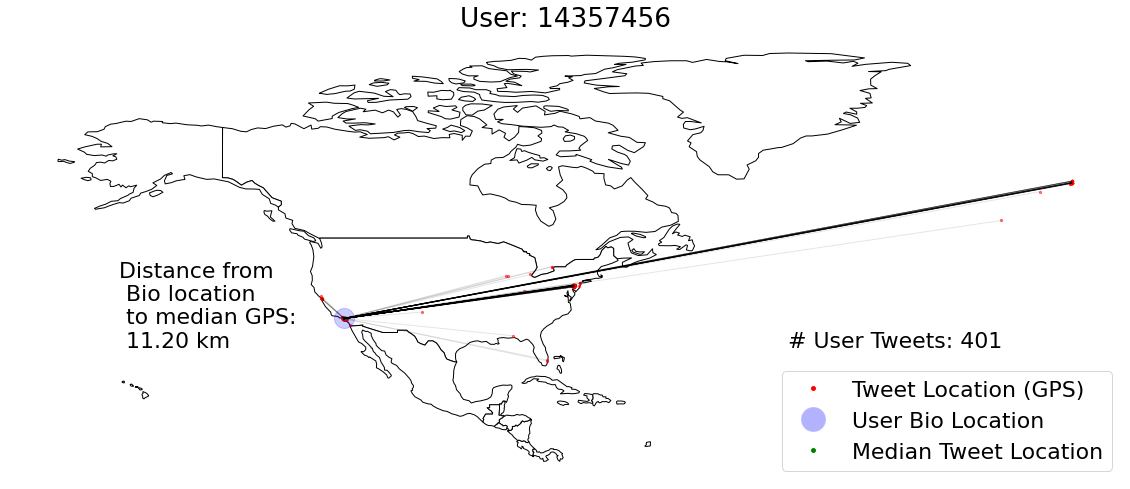 User: 14357456
Distance from
Bio location
to median GPS:
11.20 km
# User Tweets: 401
Tweet Location (GPS)
User Bio Location
Median Tweet Location